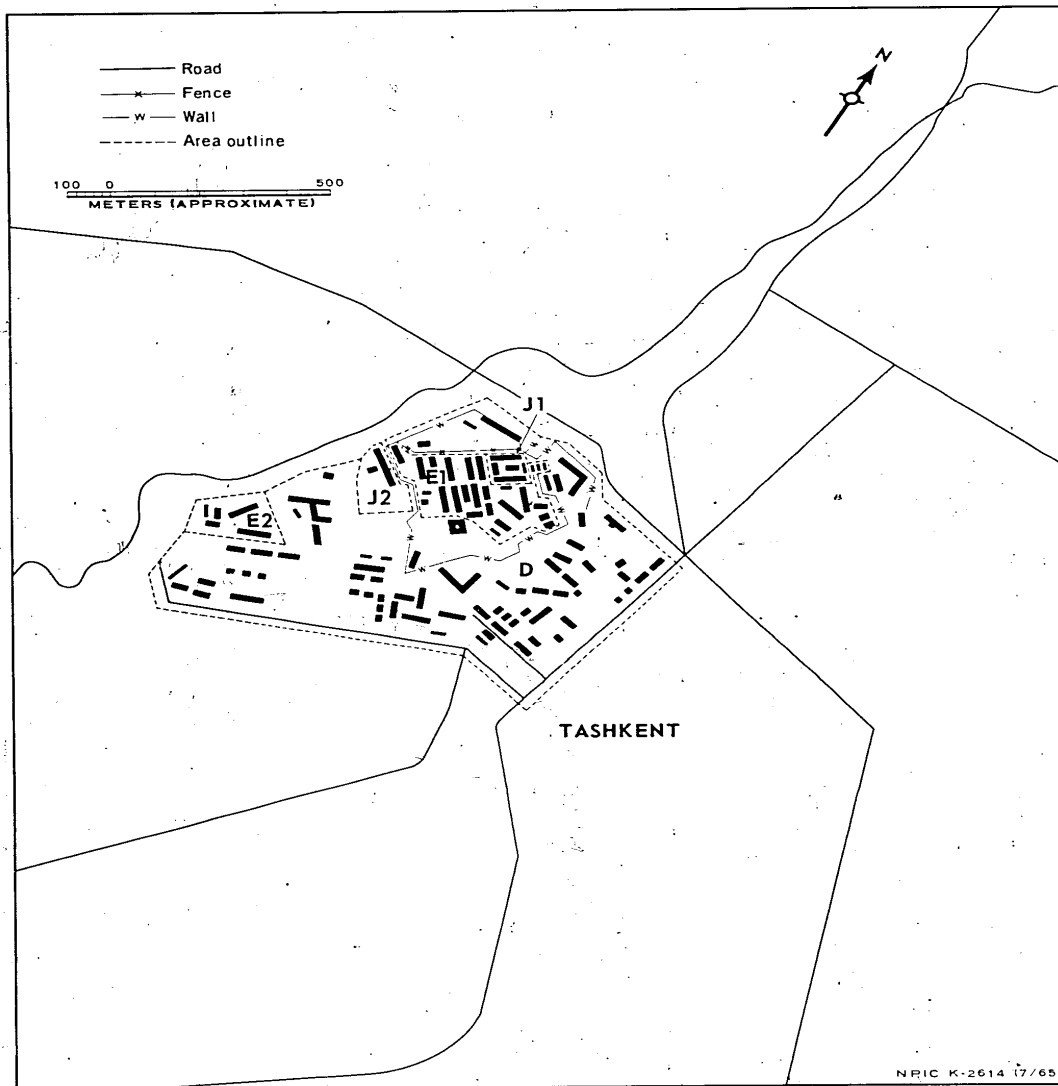 N
Road
Fence
Wall
Area outline
100 0 500
METERS (APPROXIMATE)
J1
E1
J2
E2
D
TASHKENT
NPIC K-2614 (7/65)